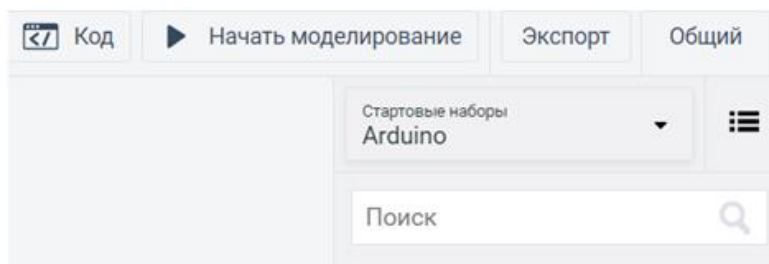 Код Начать моделирование Экспорт Общий
Стартовые наборы
Arduino
Поиск